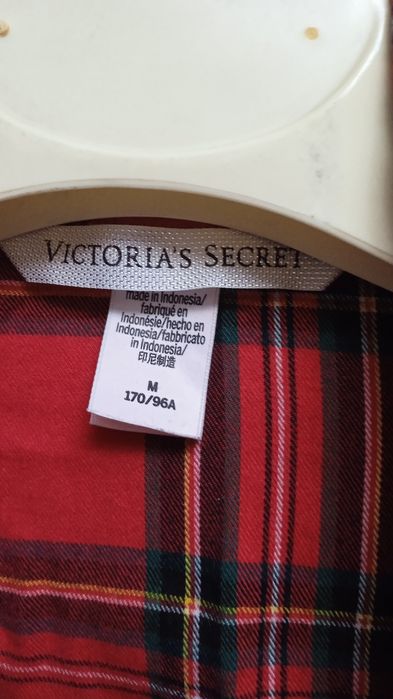 VICTORIA'S SECRET
made in Indonesia/
fabriqué en
Indonésie/hecho en
Indonesia/fabbricato
in Indonesia/
印尼制造
M
170/96A